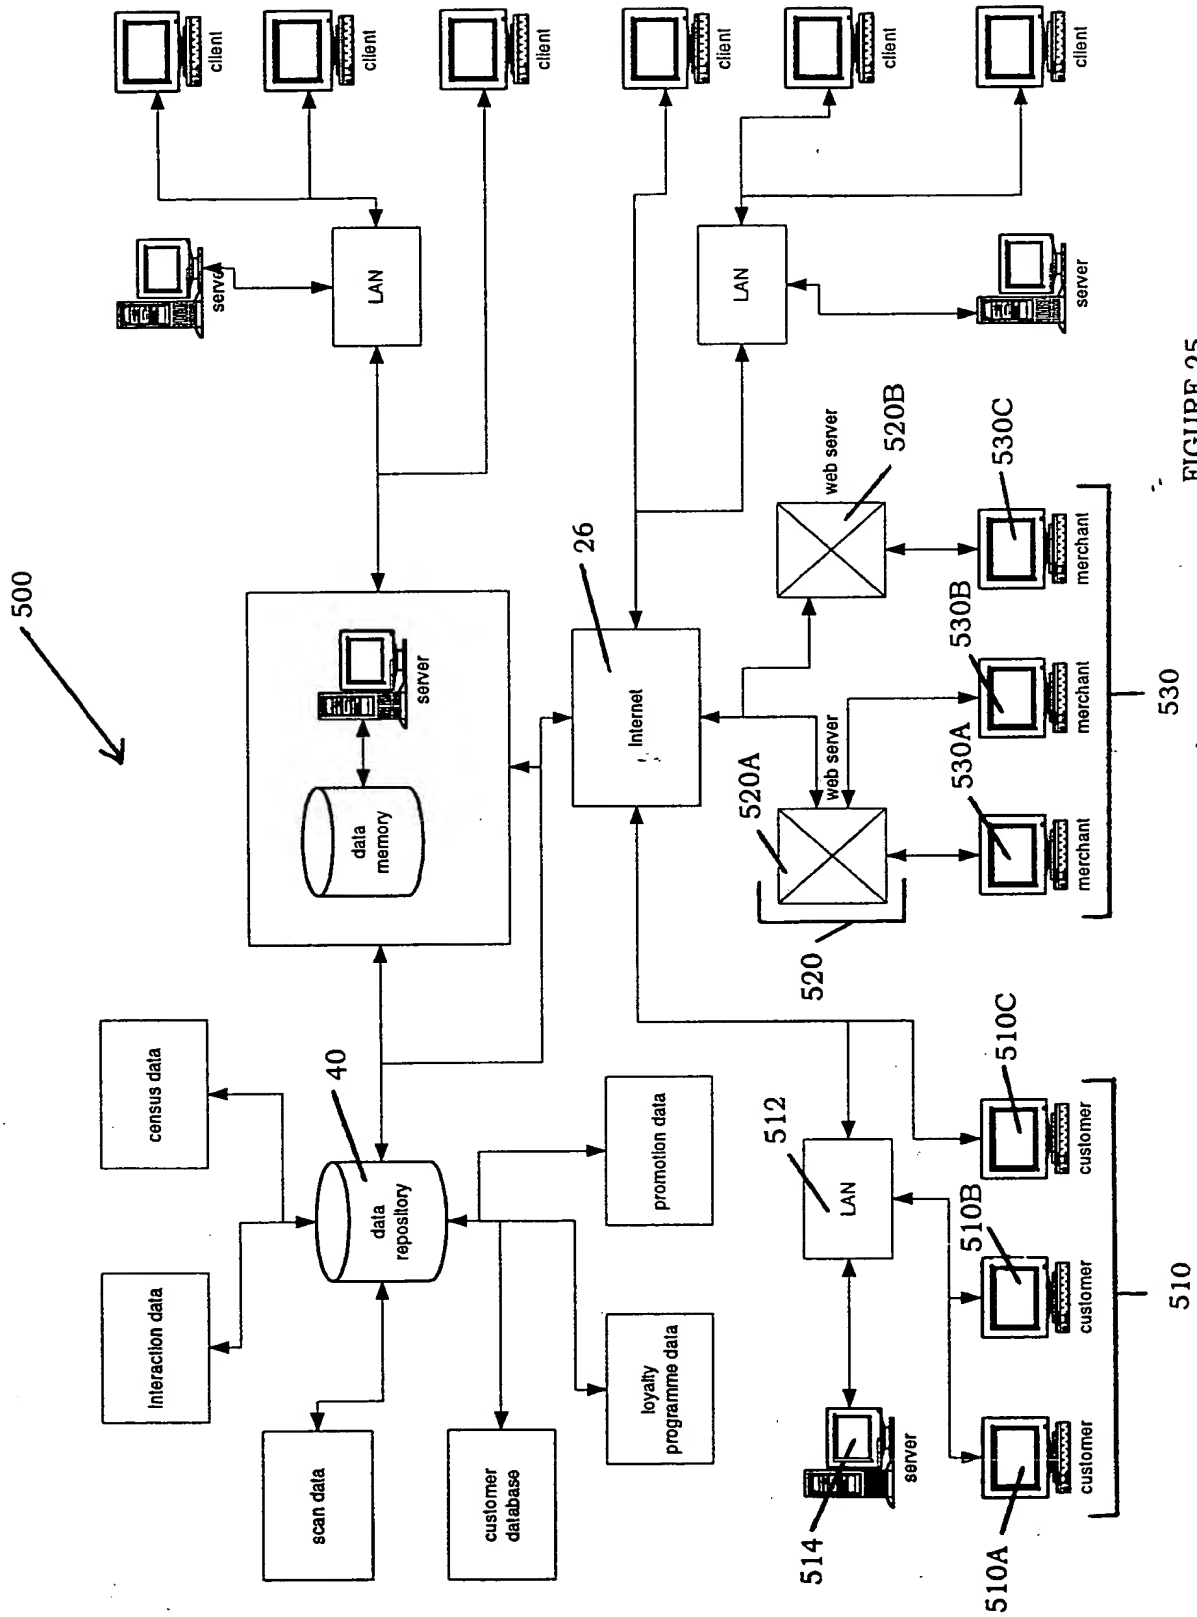 500
census data
Interaction data
scan data
customer
database
loyalty
programme data
promotion data
40
data
repository
data
memory
server
server
LAN
client
client
client
26
Internet
LAN
server
client
client
client
512
LAN
514
server
510A
customer
510B
customer
510C
customer
510
520
520A
web server
520B
web server
530A
merchant
530B
merchant
530C
merchant
530
FIGURE 25